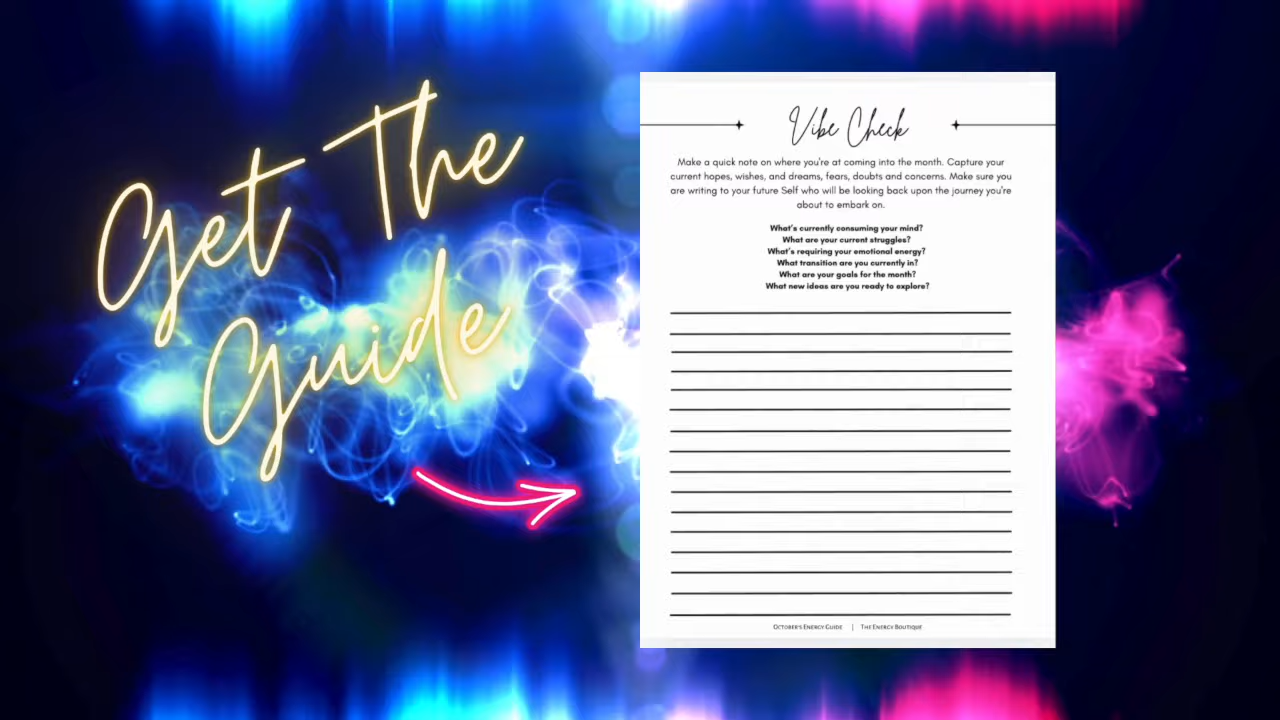 Get The
Guide
Vibe Check
Make a quick note on where you're at coming into the month. Capture your
current hopes, wishes, and dreams, fears, doubts and concerns. Make sure you
are writing to your future Self who will be looking back upon the journey you're
about to embark on.
What's currently consuming your mind?
What are your current struggles?
What's requiring your emotional energy?
What transition are you currently in?
What are your goals for the month?
What new ideas are you ready to explore?
October's Energy Guide | The Energy Boutique